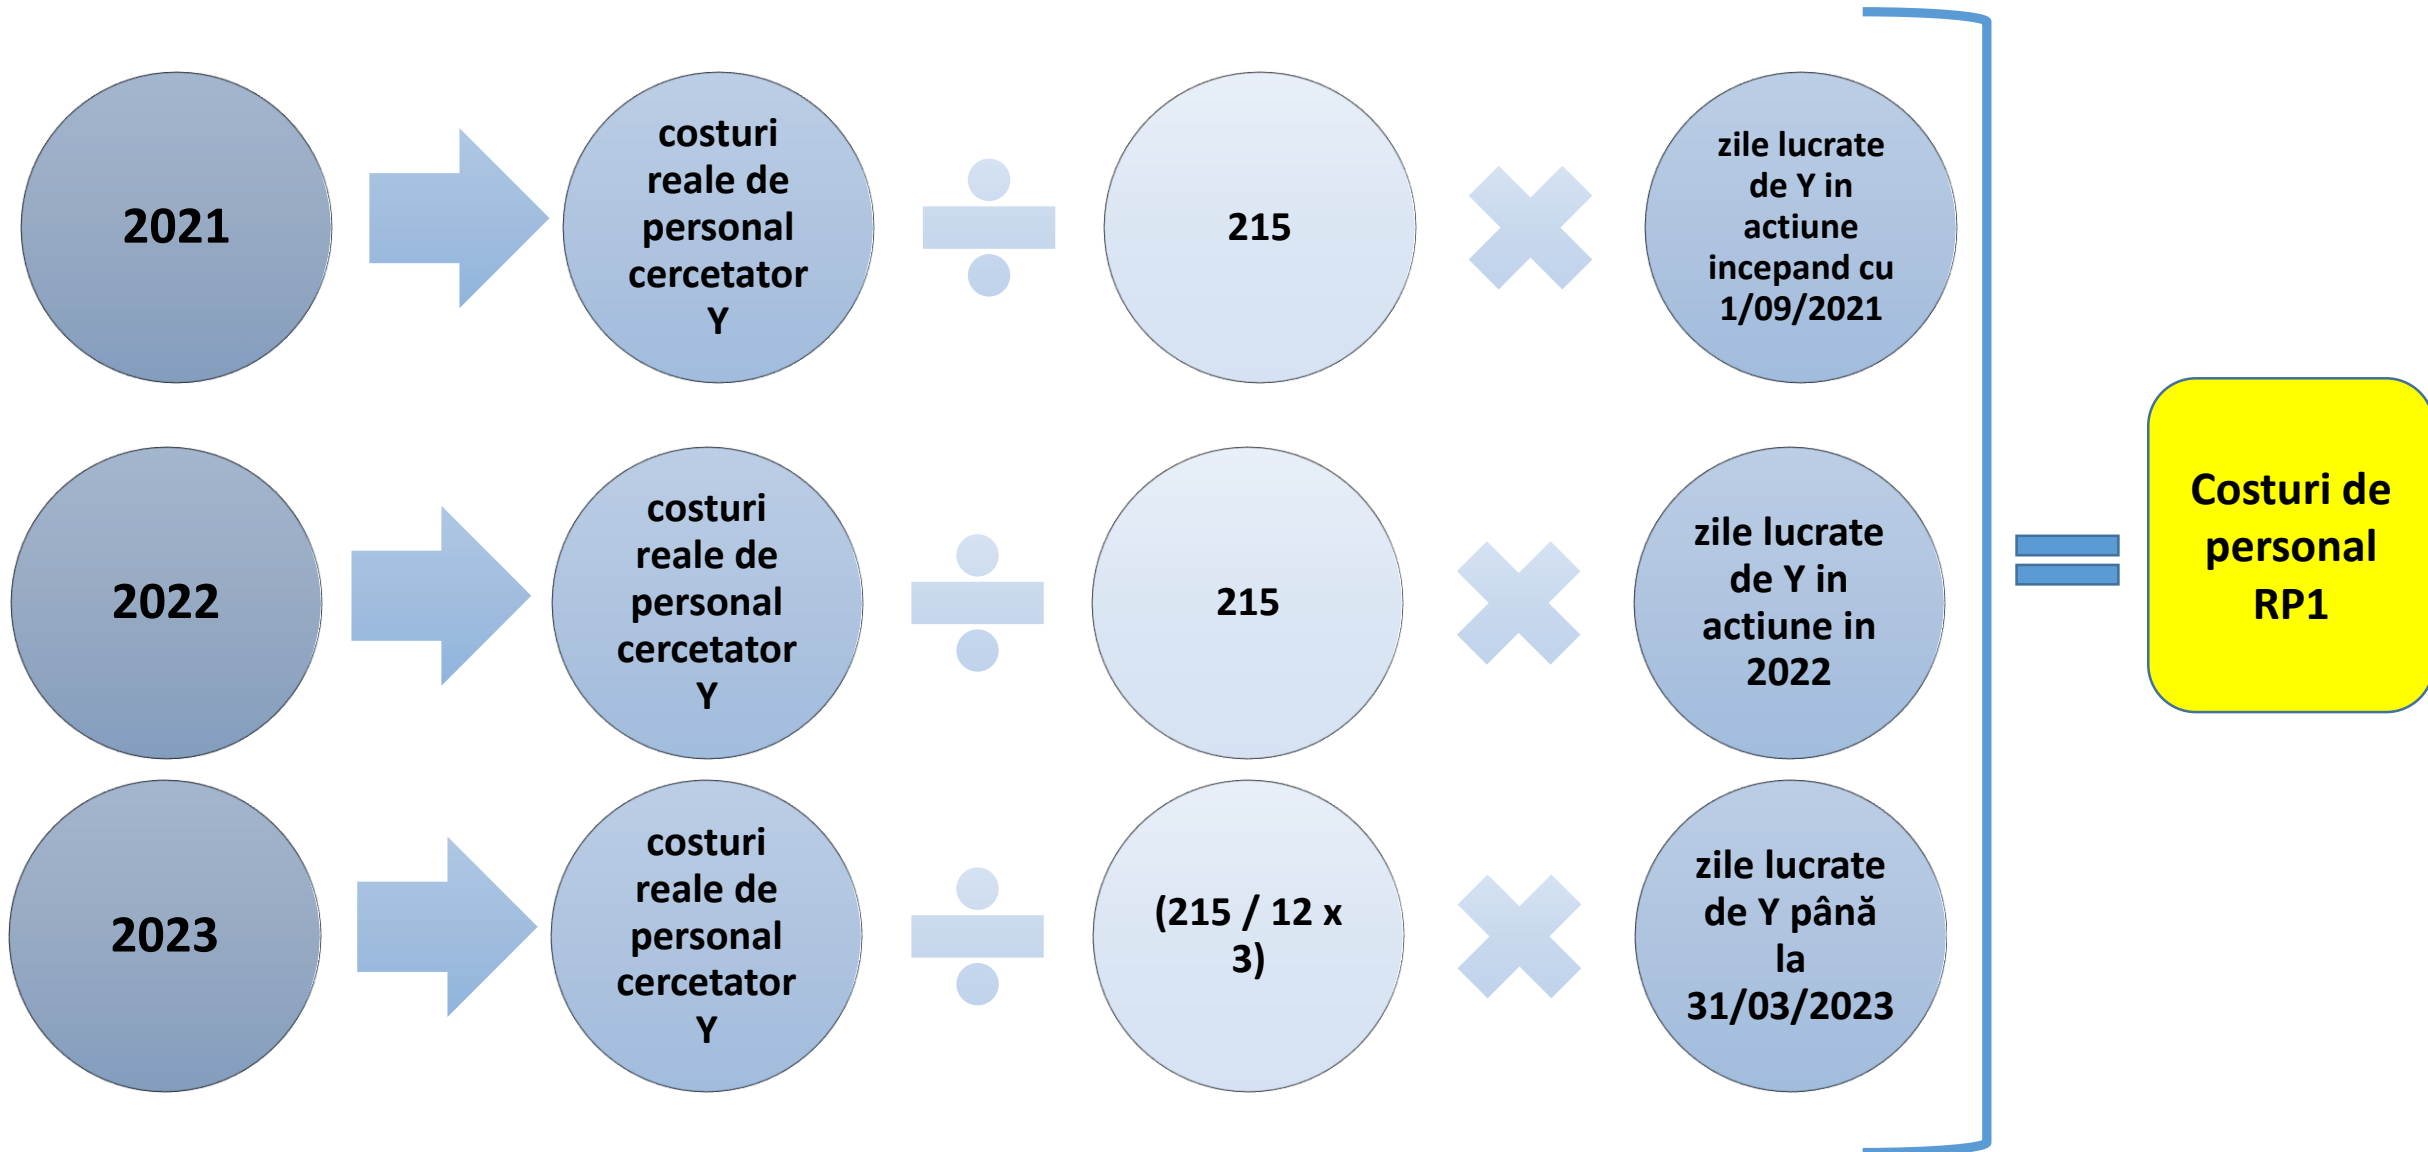 2021
costuri
reale de
personal
cercetator
Y
215
zile lucrate
de Y in
actiune
incepand cu
1/09/2021
2022
costuri
reale de
personal
cercetator
Y
215
zile lucrate
de Y in
actiune in
2022
2023
costuri
reale de
personal
cercetator
Y
(215 / 12 x
3)
zile lucrate
de Y până
la
31/03/2023
Costuri de
personal
RP1